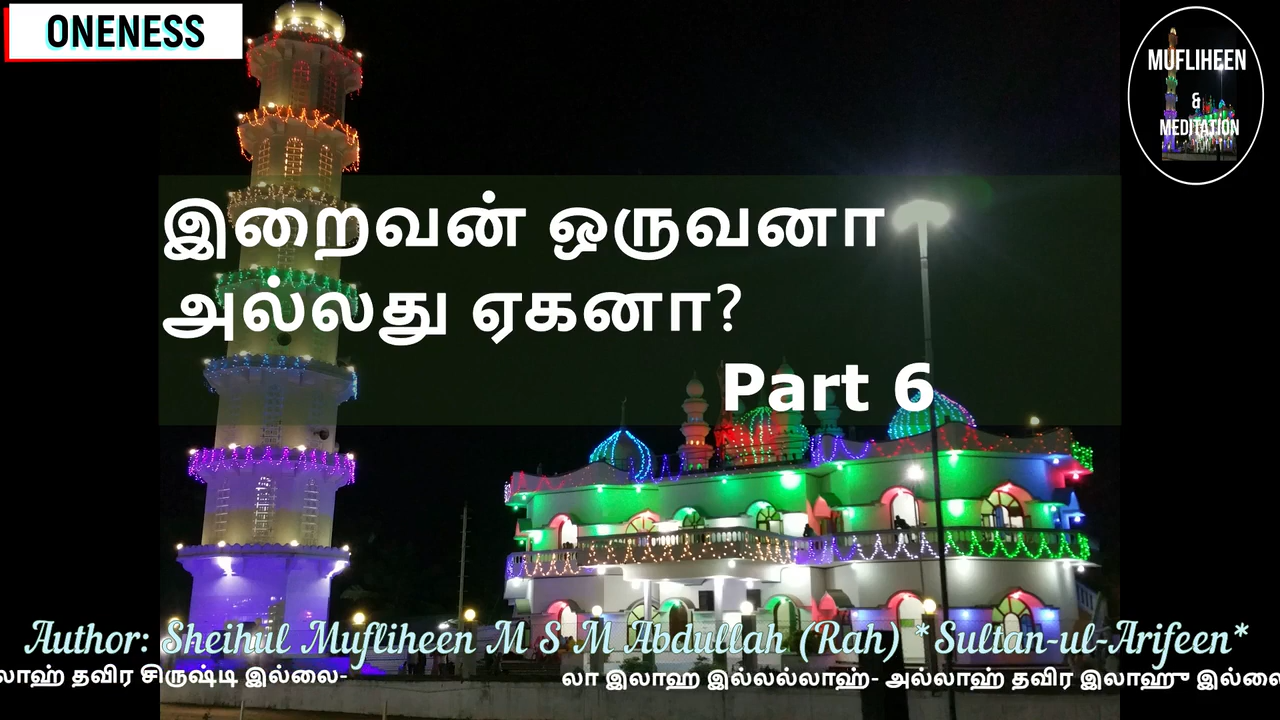 ONENESS
MUFLIHEEN
&
MEDITATION
இறைவன் ஒருவனா
அல்லது ஏகனா?
Part 6
Author: Sheihul Mufliheen M S M Abdullah (Rah) *Sultan-ul-Arifeen*
லாஹ் தவிர சிருஷ்டி இல்லை- லா இலாஹ இல்லல்லாஹ்- அல்லாஹ் தவிர இலாஹு இல்லை